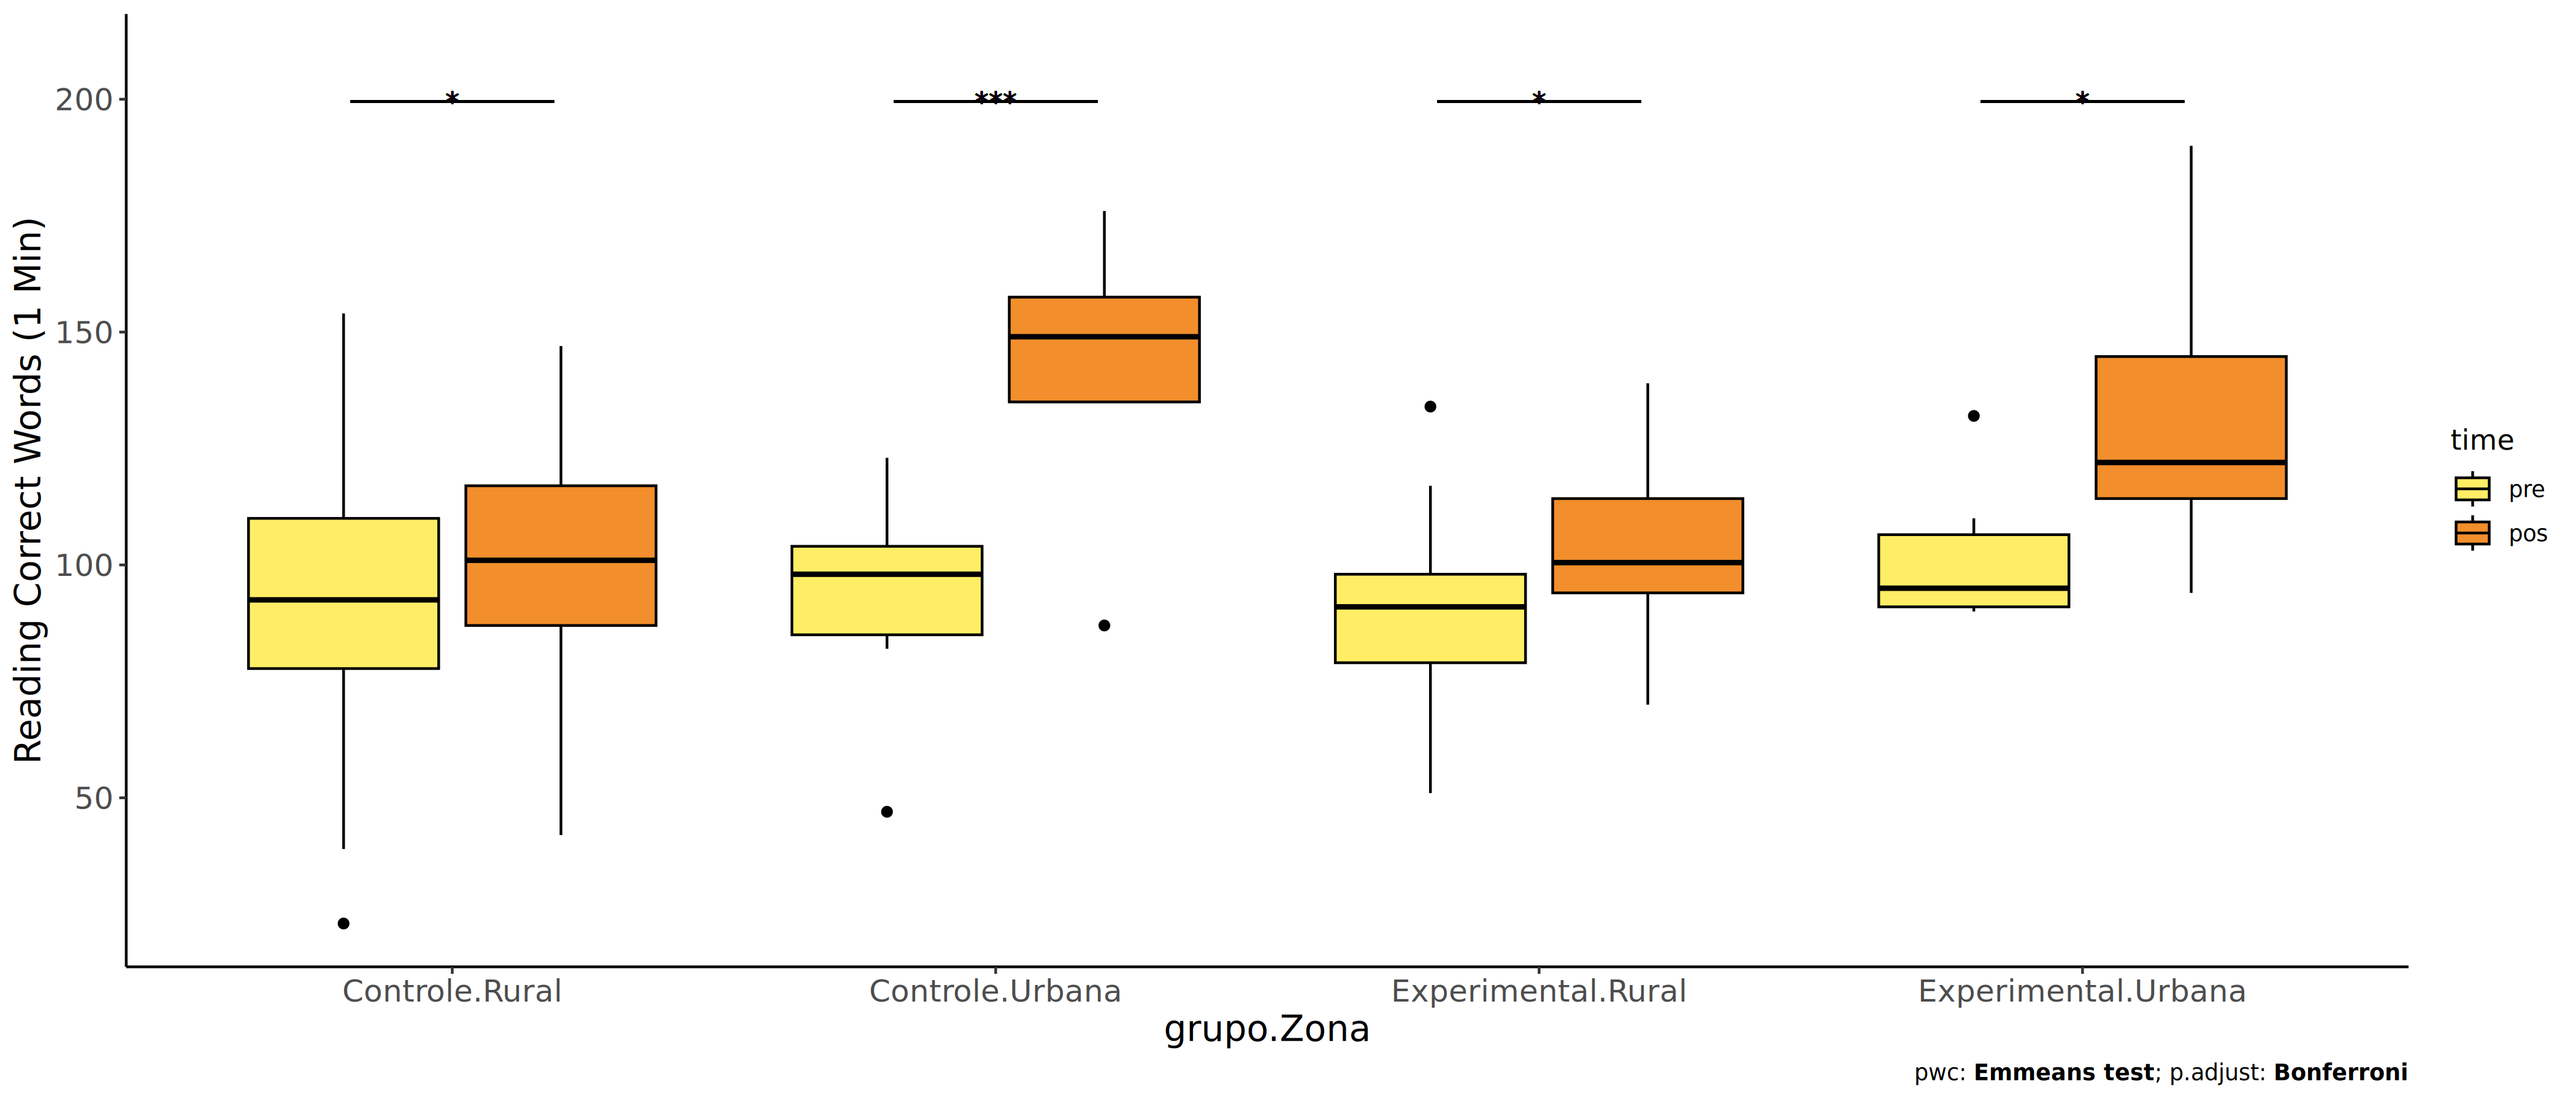 Reading Correct Words (1 Min)
200
150
100
50
*
***
*
*
Controle.Rural
Controle.Urbana
Experimental.Rural
Experimental.Urbana
grupo.Zona
time
pre
pos
pwc: Emmeans test; p.adjust: Bonferroni